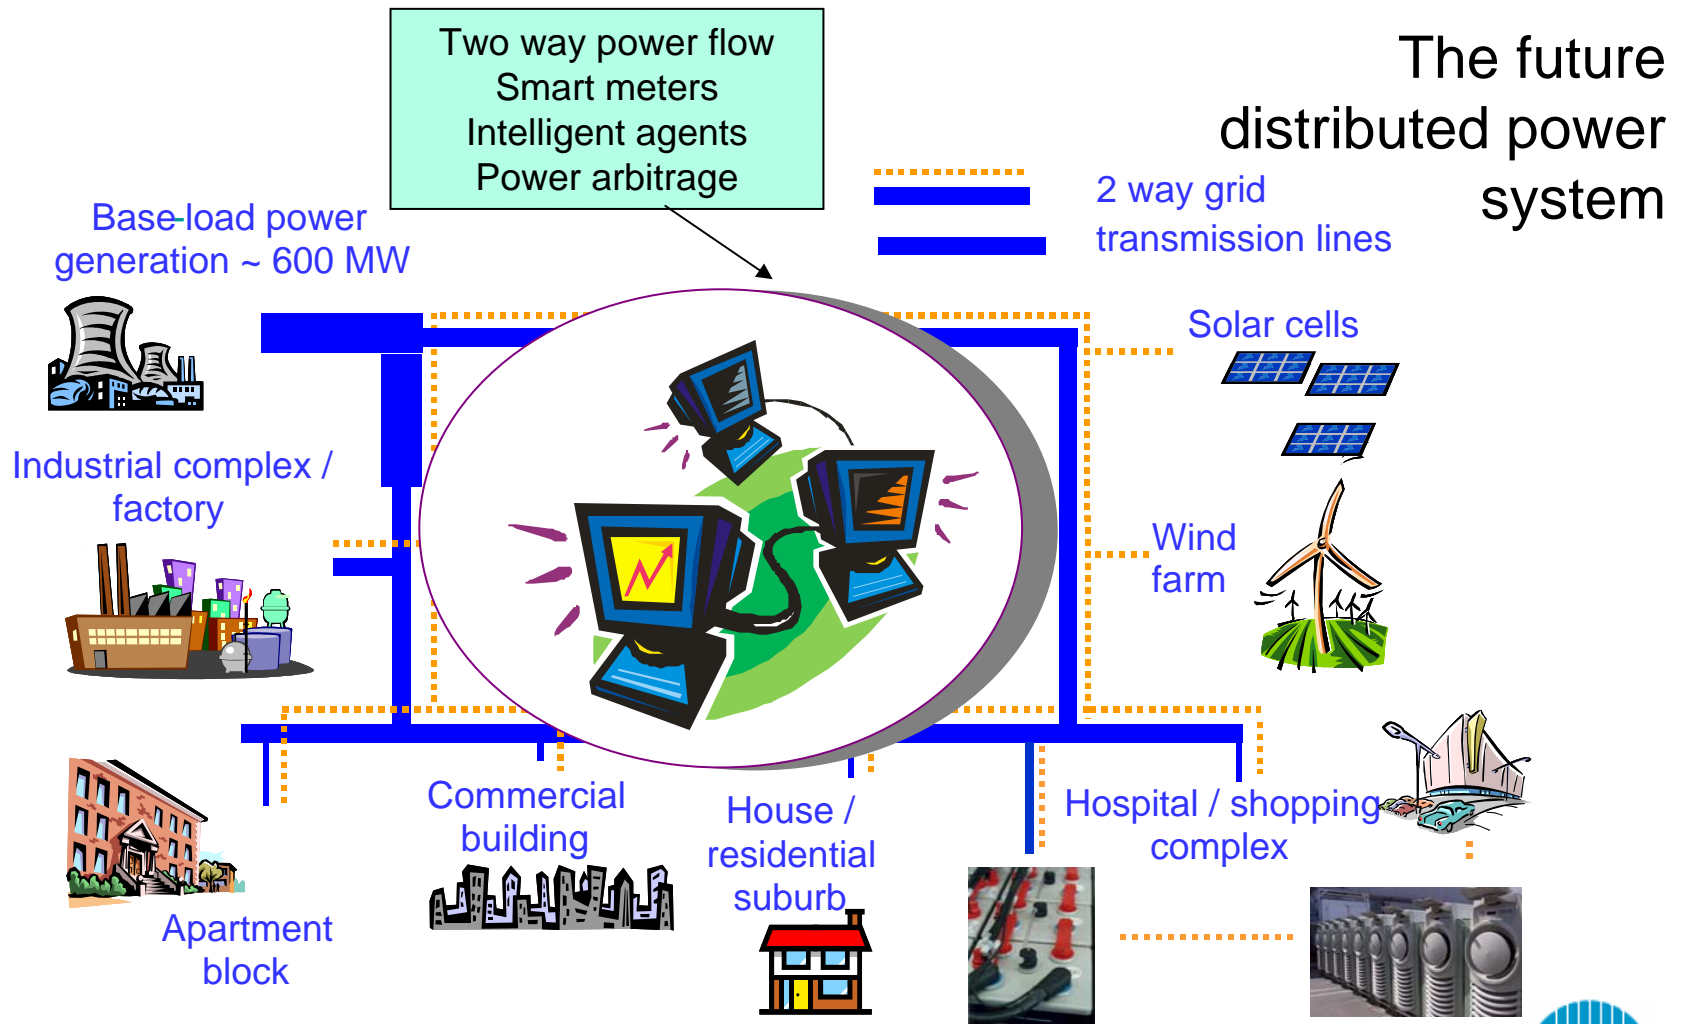 Two way power flow
Smart meters
Intelligent agents
Power arbitrage
The future
distributed power
system
2 way grid
transmission lines
Base-load power
generation ~ 600 MW
Solar cells
Industrial complex /
factory
Wind
farm
Commercial
building
House /
residential
suburb
Hospital / shopping
complex
Apartment
block